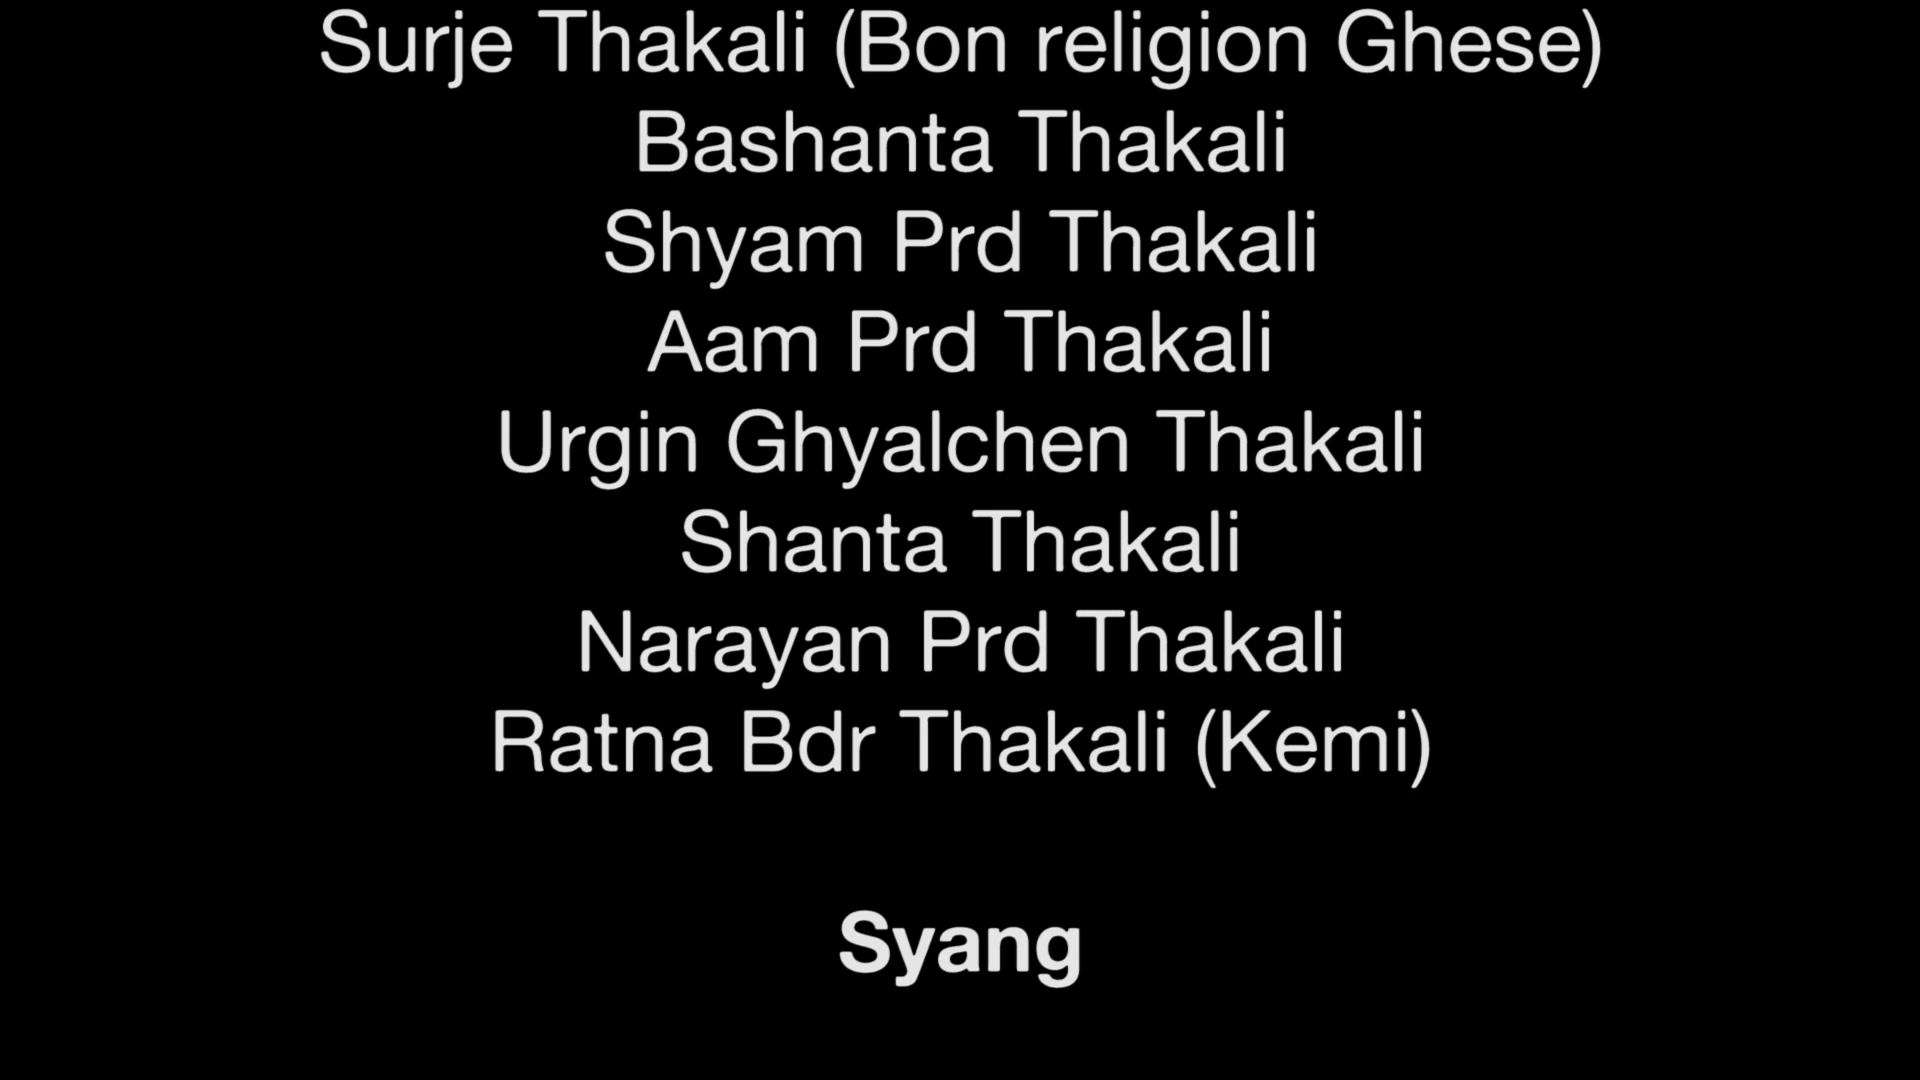 Surje Thakali (Bon religion Ghese)
Bashanta Thakali
Shyam Prd Thakali
Aam Prd Thakali
Urgin Ghyalchen Thakali
Shanta Thakali
Narayan Prd Thakali
Ratna Bdr Thakali (Kemi)
Syang